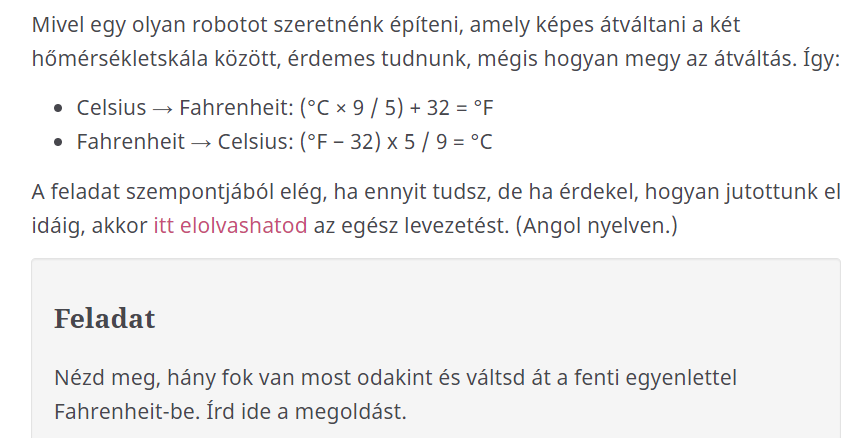 Mivel egy olyan robotot szeretnénk építeni, amely képes átváltani a két
hőmérsékletskála között, érdemes tudnunk, mégis hogyan megy az átváltás. Így:
• Celsius → Fahrenheit: (°C × 9 / 5) + 32 = °F
• Fahrenheit → Celsius: (°F − 32) x 5 / 9 = °C
A feladat szempontjából elég, ha ennyit tudsz, de ha érdekel, hogyan jutottunk el
idáig, akkor itt elolvashatod az egész levezetést. (Angol nyelven.)
Feladat
Nézd meg, hány fok van most odakint és váltsd át a fenti egyenlettel
Fahrenheit-be. Írd ide a megoldást.